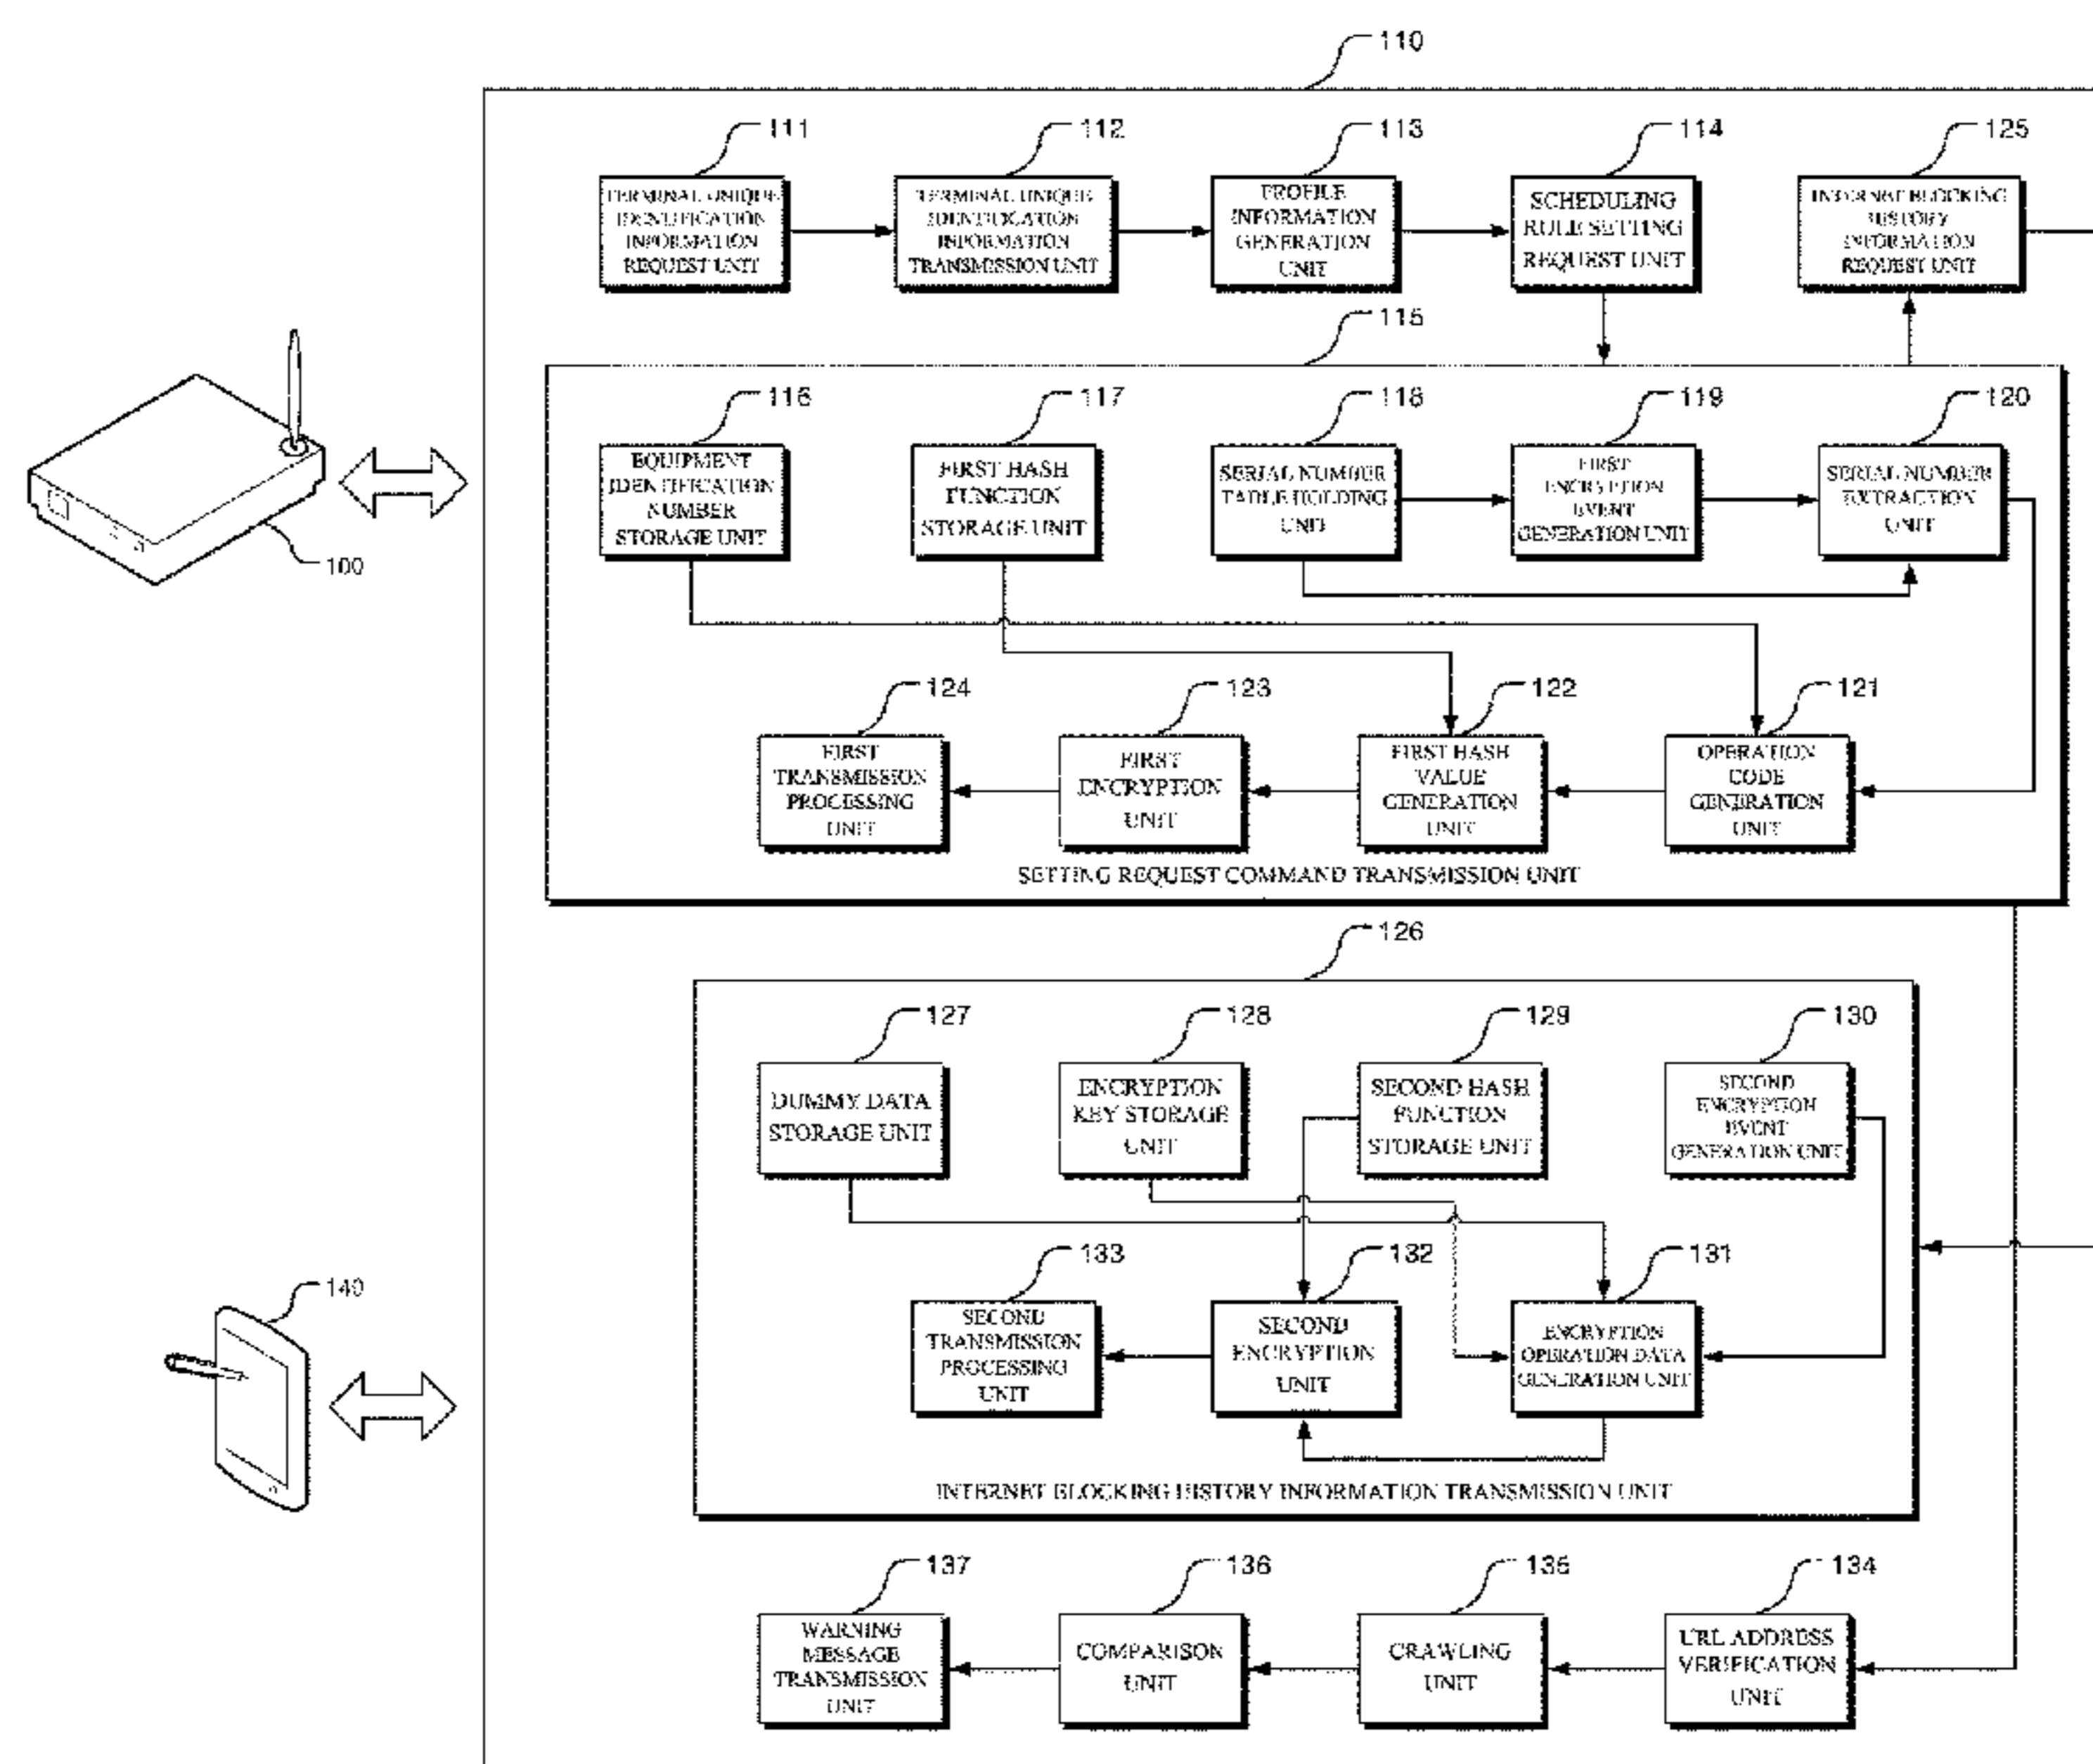 110
111
112
113
114
125
TERMINAL UNIQUE
IDENTIFICATION
INFORMATION
REQUEST UNIT
TERMINAL UNIQUE
IDENTIFICATION
INFORMATION
TRANSMISSION UNIT
PROFILE
INFORMATION
GENERATION
UNIT
SCHEDULING
RULE SETTING
REQUEST UNIT
INTERNET BLOCKING
HISTORY
INFORMATION
REQUEST UNIT
115
116
117
118
119
120
EQUIPMENT
IDENTIFICATION
NUMBER
STORAGE UNIT
FIRST HASH
FUNCTION
STORAGE UNIT
SERIAL NUMBER
TABLE HOLDING
UNIT
FIRST
ENCRYPTION
EVENT
GENERATION UNIT
SERIAL NUMBER
EXTRACTION
UNIT
100
124
123
122
121
FIRST
TRANSMISSION
PROCESSING
UNIT
FIRST
ENCRYPTION
UNIT
FIRST HASH
VALUE
GENERATION
UNIT
OPERATION
CODE
GENERATION
UNIT
SETTING REQUEST COMMAND TRANSMISSION UNIT
126
127
128
129
130
DUMMY DATA
STORAGE UNIT
ENCRYPTION
KEY STORAGE
UNIT
SECOND HASH
FUNCTION
STORAGE UNIT
SECOND
ENCRYPTION
EVENT
GENERATION UNIT
133
132
131
140
SECOND
TRANSMISSION
PROCESSING
UNIT
SECOND
ENCRYPTION
UNIT
ENCRYPTION
OPERATION DATA
GENERATION UNIT
INTERNET BLOCKING HISTORY INFORMATION TRANSMISSION UNIT
137
136
135
134
WARNING
MESSAGE
TRANSMISSION
UNIT
COMPARISON
UNIT
CRAWLING
UNIT
URL ADDRESS
VERIFICATION
UNIT